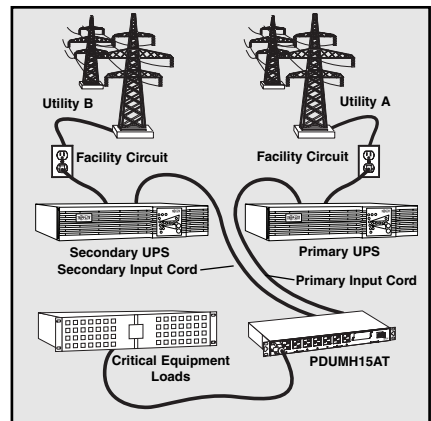 Utility B
Utility A
Facility Circuit
Facility Circuit
Secondary UPS
Primary UPS
Secondary Input Cord
Primary Input Cord
Critical Equipment
Loads
PDUMH15AT